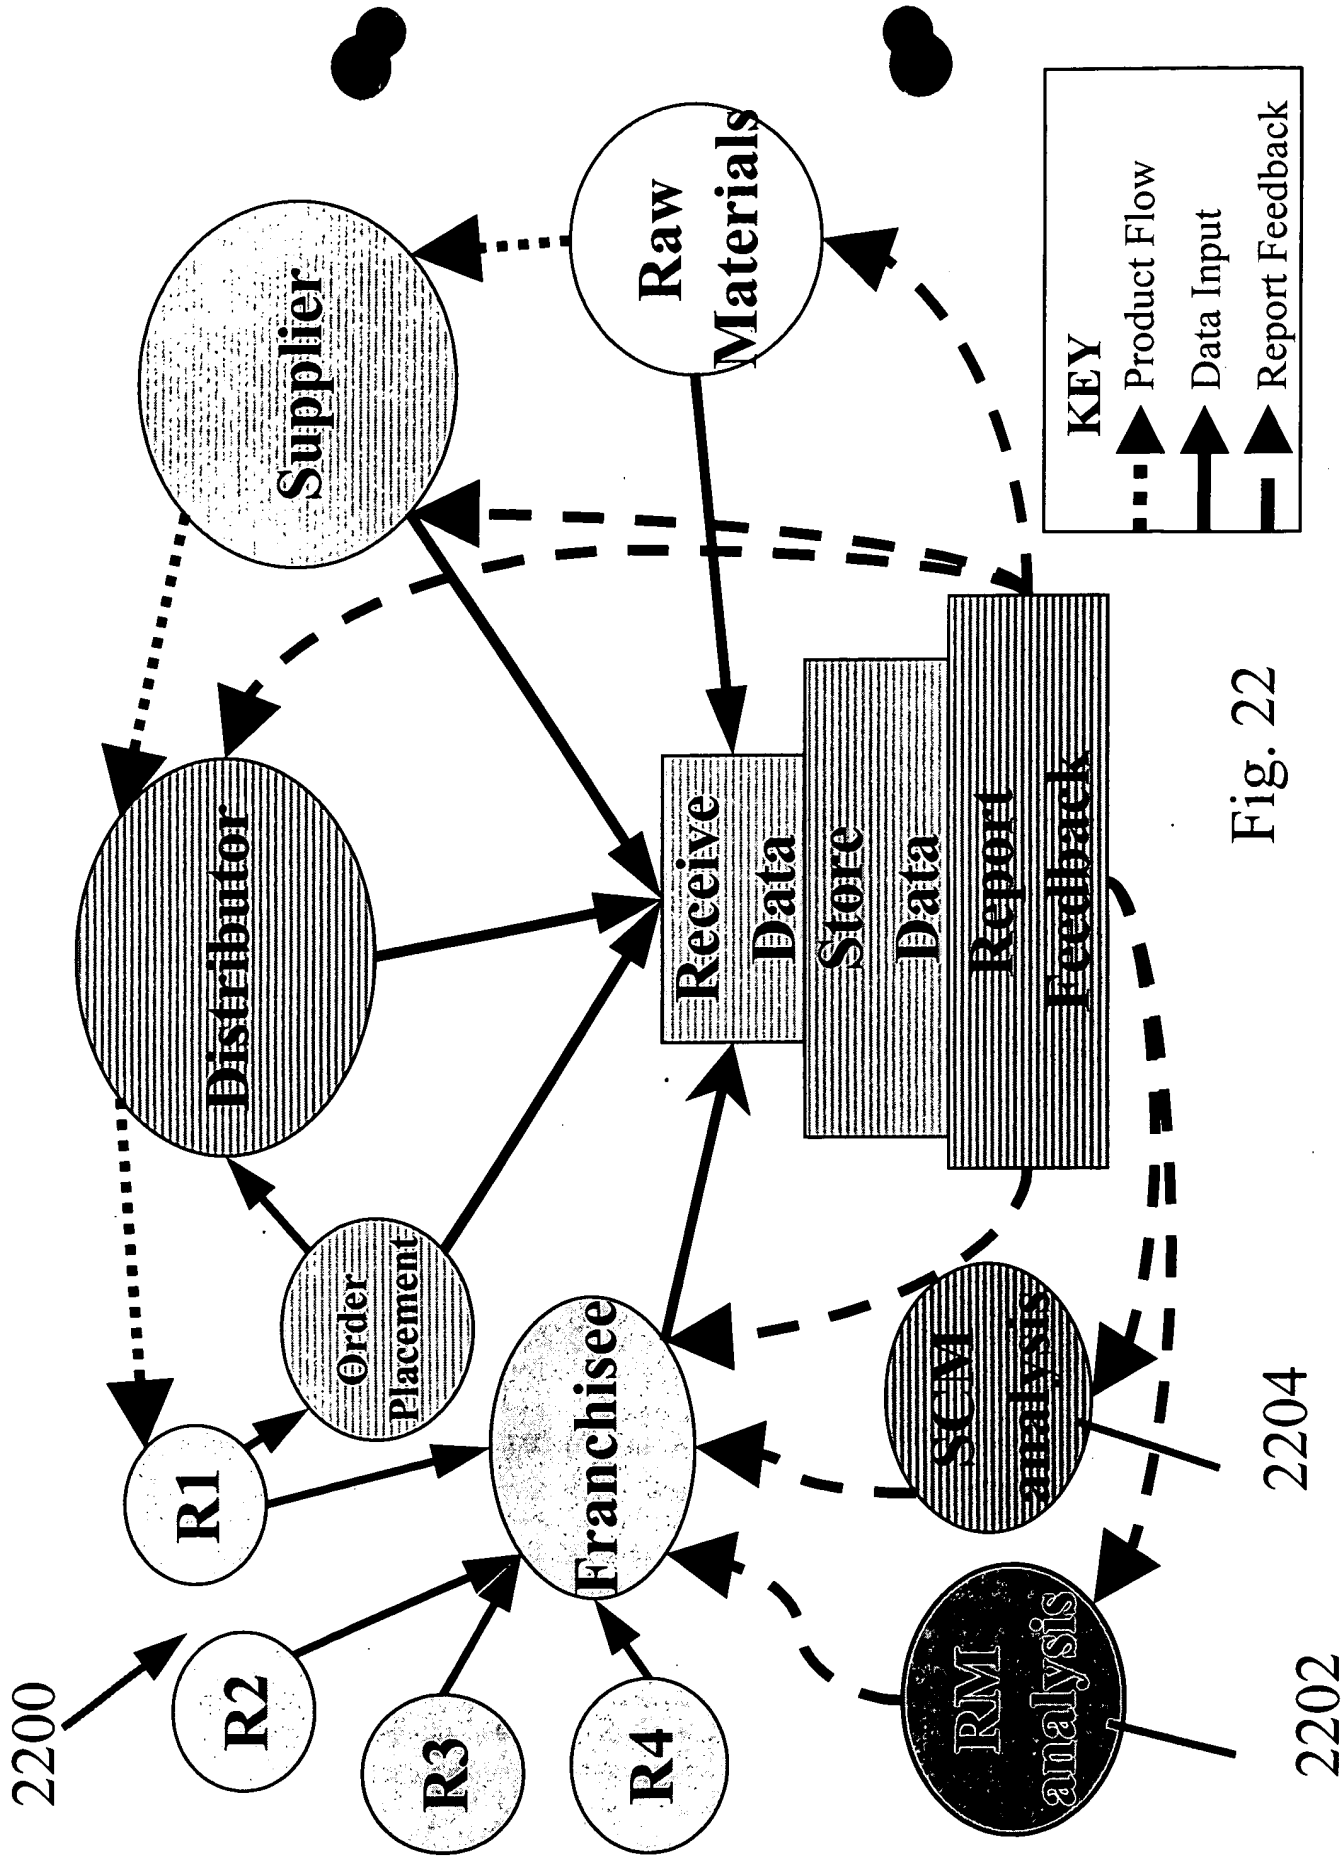 2200
R1
Distributor
R2
Supplier
Order
Placement
R3
Franchisee
R4
Raw
Materials
Receive
Data
Store
Data
Report
Feedback
SCM
analysis
RM
analysis
KEY
Product Flow
Data Input
Report Feedback
2202
2204
Fig. 22